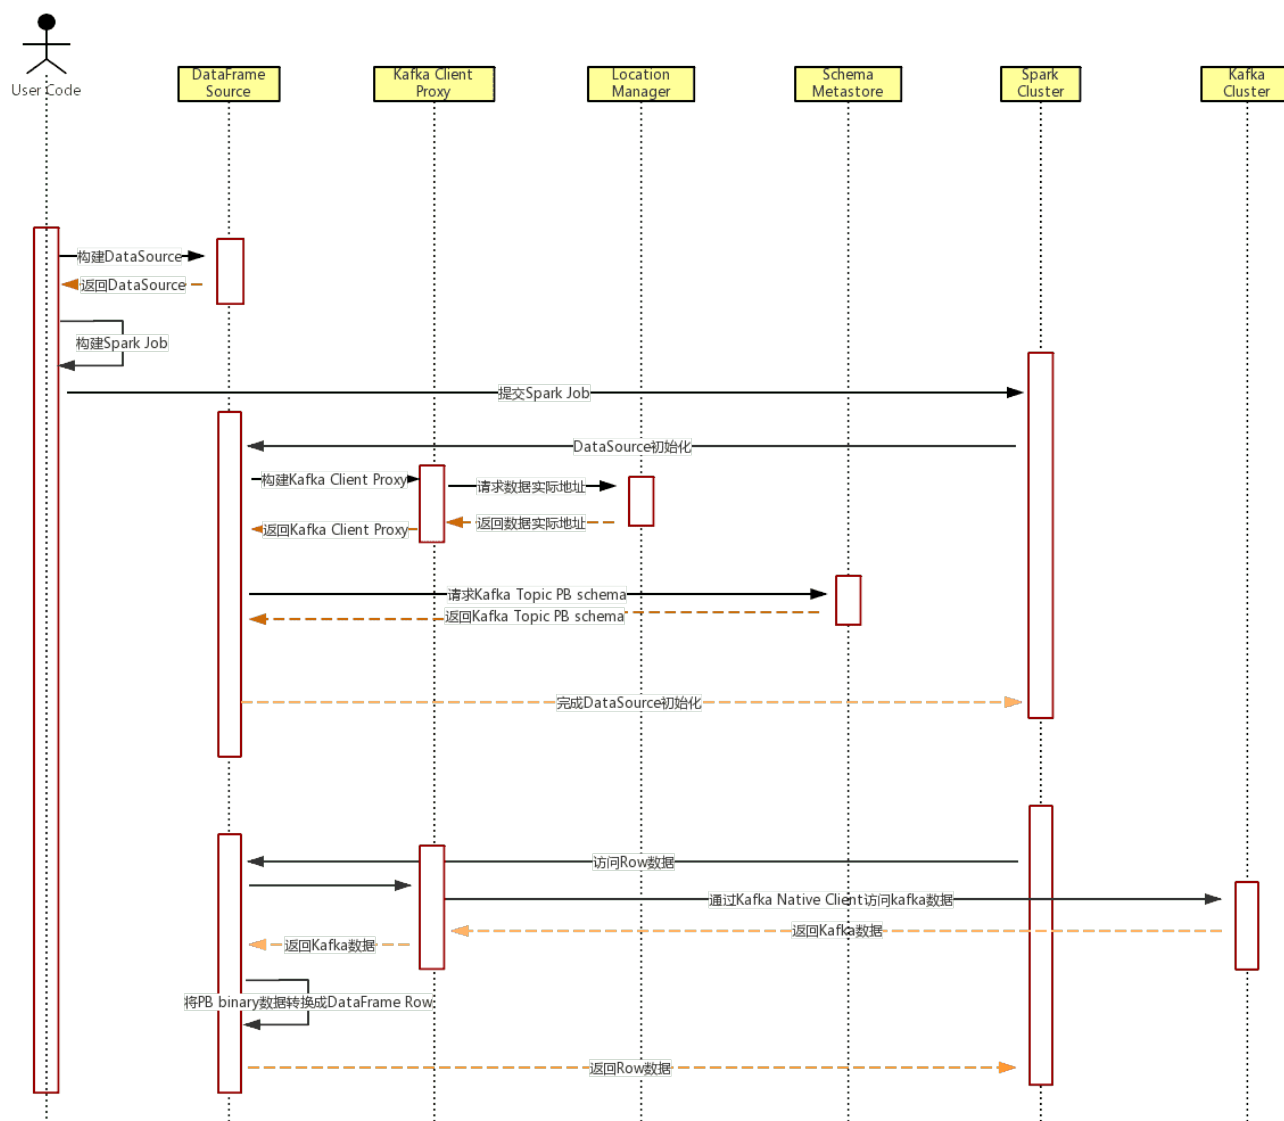 User Code
DataFrame
Source
Kafka Client
Proxy
Location
Manager
Schema
Metastore
Spark
Cluster
Kafka
Cluster
构建DataSource
返回DataSource
构建Spark Job
提交Spark Job
DataSource初始化
构建Kafka Client Proxy
请求数据实际地址
返回数据实际地址
返回Kafka Client Proxy
请求Kafka Topic PB schema
返回Kafka Topic PB schema
完成DataSource初始化
访问Row数据
通过Kafka Native Client访问kafka数据
返回Kafka数据
返回Kafka数据
将PB binary数据转换成DataFrame Row
返回Row数据